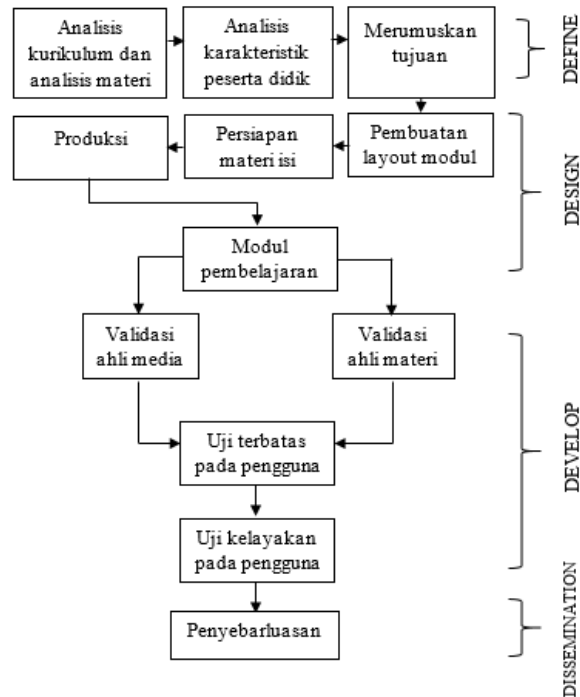 Analisis
kurikulum dan
analisis materi
Analisis
karakteristik
peserta didik
Merumuskan
tujuan
DEFINE
Produksi
Persiapan
materi isi
Pembuatan
layout modul
DESIGN
Modul
pembelajaran
Validasi
ahli media
Validasi
ahli materi
Uji terbatas
pada pengguna
Uji kelayakan
pada pengguna
DEVELOP
Penyebarluasan
DISSEMINATION